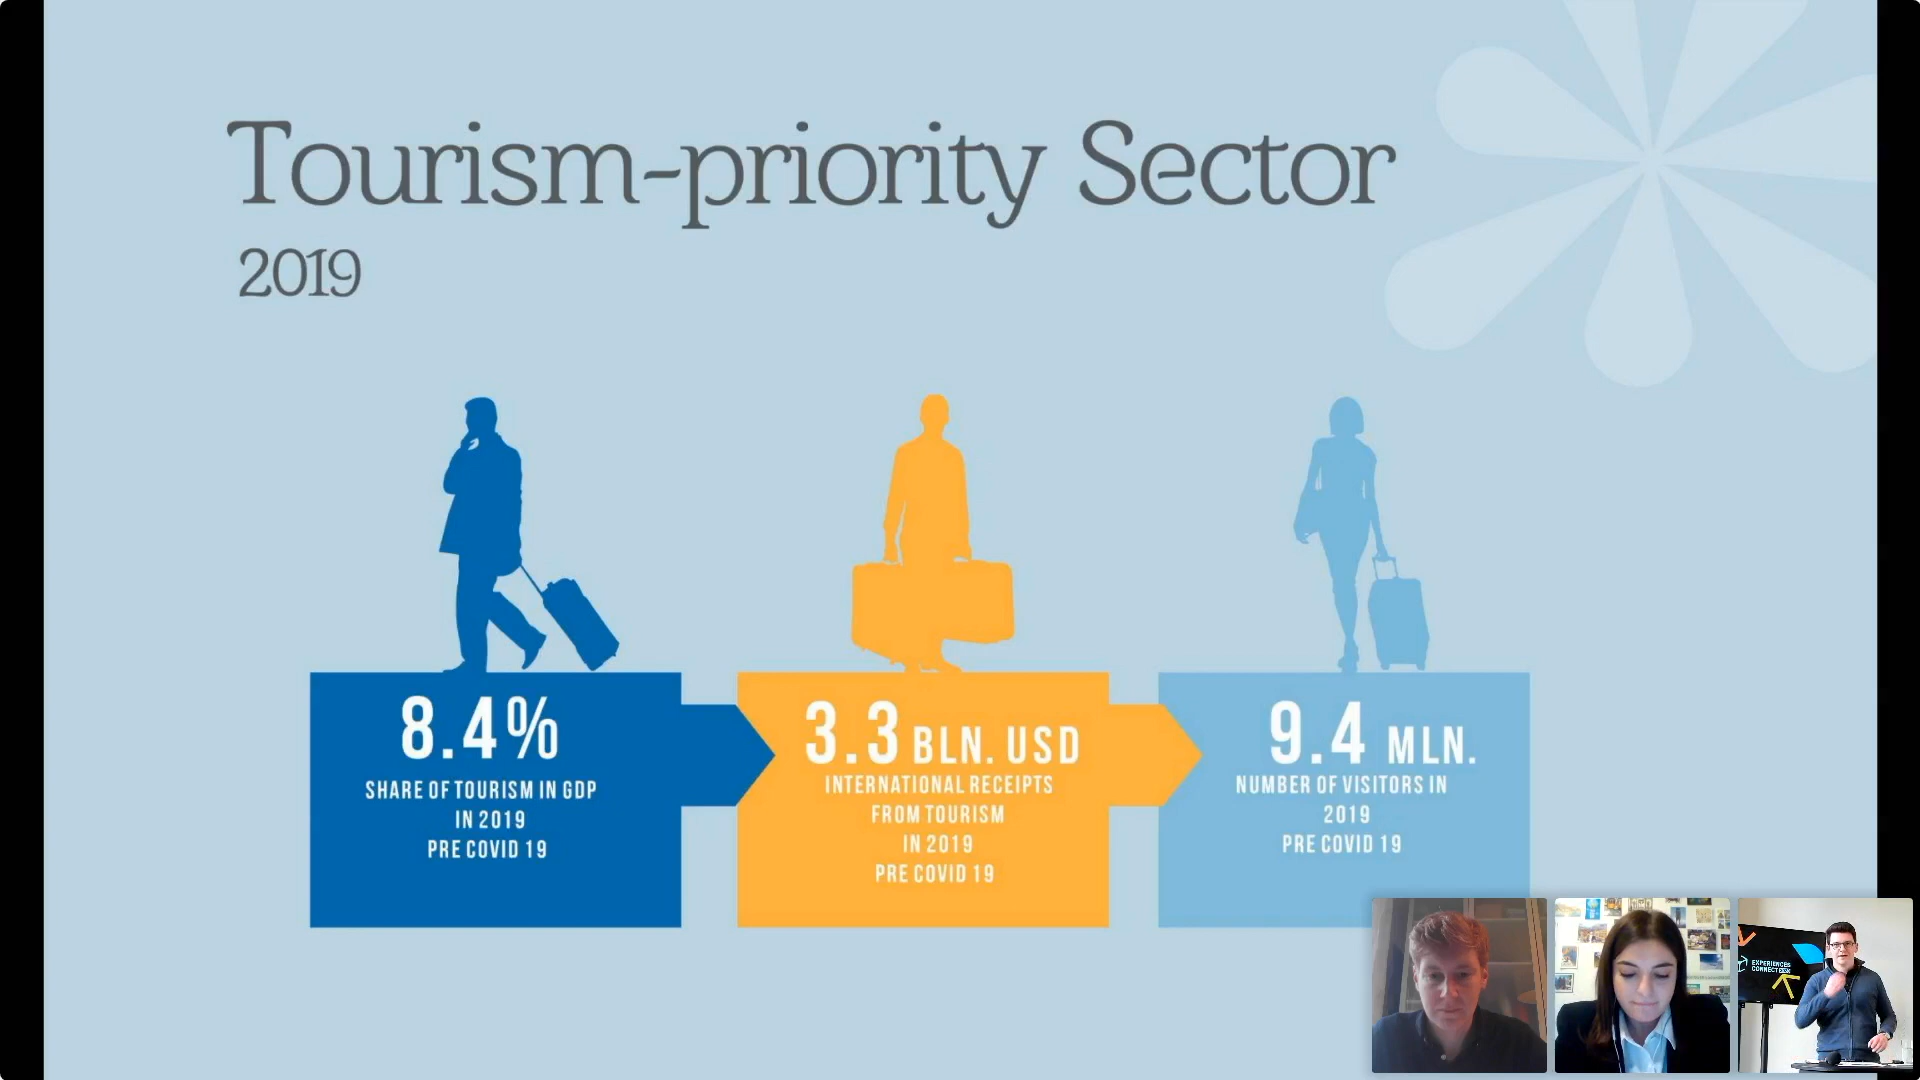 Tourism-priority Sector
2019
8.4%
SHARE OF TOURISM IN GDP
IN 2019
PRE COVID 19
3.3 BLN. USD
INTERNATIONAL RECEIPTS
FROM TOURISM
IN 2019
PRE COVID 19
9.4 MLN.
NUMBER OF VISITORS IN
2019
PRE COVID 19
EXPERIENCES